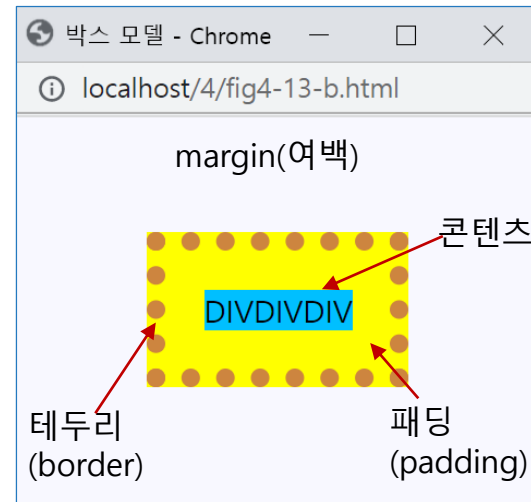 박스 모델 - Chrome
localhost/4/fig4-13-b.html
margin(여백)
콘텐츠
DIVDIVDIV
테두리
(border)
패딩
(padding)